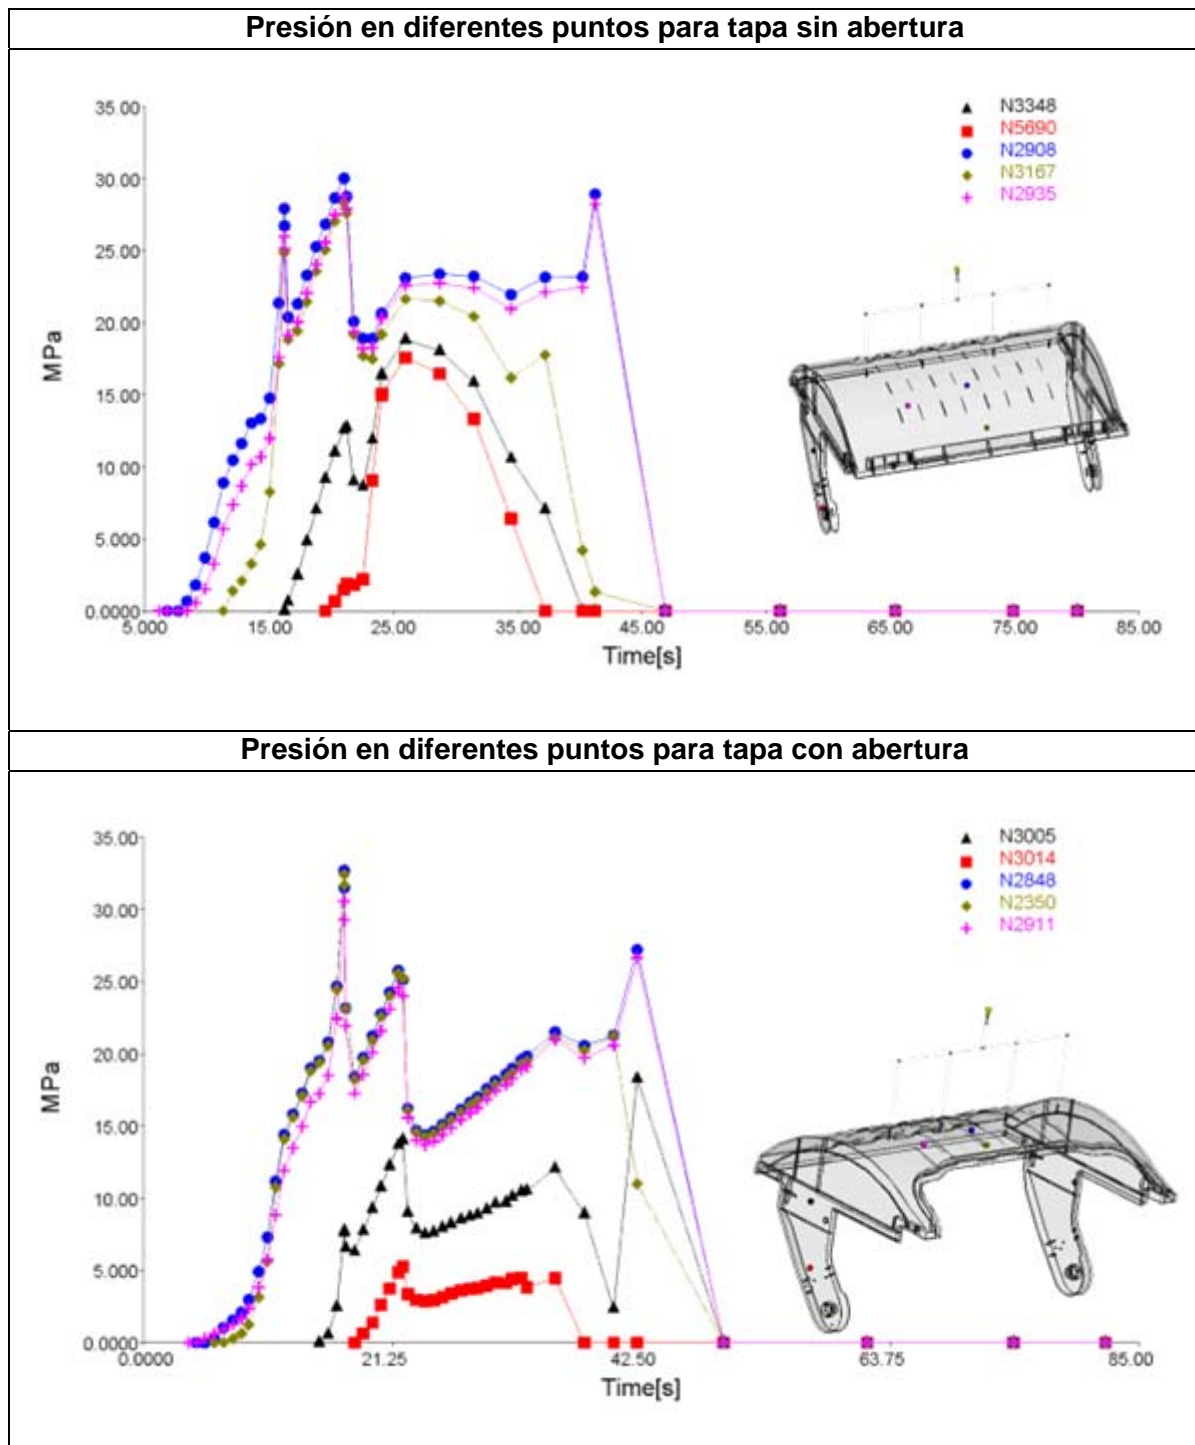 Presión en diferentes puntos para tapa sin abertura
35.00
30.00
25.00
20.00
15.00
10.00
5.000
0.0000
MPa
5.000 15.00 25.00 35.00 45.00 55.00 65.00 75.00 85.00
Time[s]
N3348
N5690
N2908
N3167
N2935
Presión en diferentes puntos para tapa con abertura
35.00
30.00
25.00
20.00
15.00
10.00
5.000
0.0000
MPa
0.0000 21.25 42.50 63.75 85.00
Time[s]
N3005
N3014
N2848
N2350
N2911